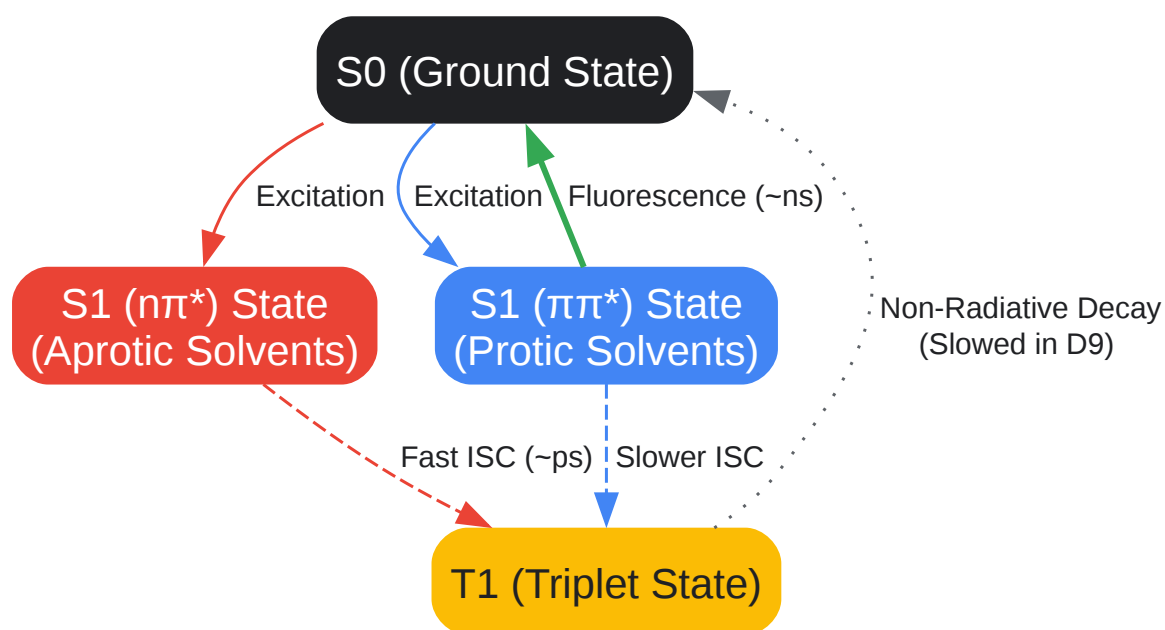 S0 (Ground State)
Excitation
Excitation
Fluorescence (~ns)
S1 (nπ*) State
(Aprotic Solvents)
S1 (ππ*) State
(Protic Solvents)
Non-Radiative Decay
(Slowed in D9)
Fast ISC (~ps)
Slower ISC
T1 (Triplet State)